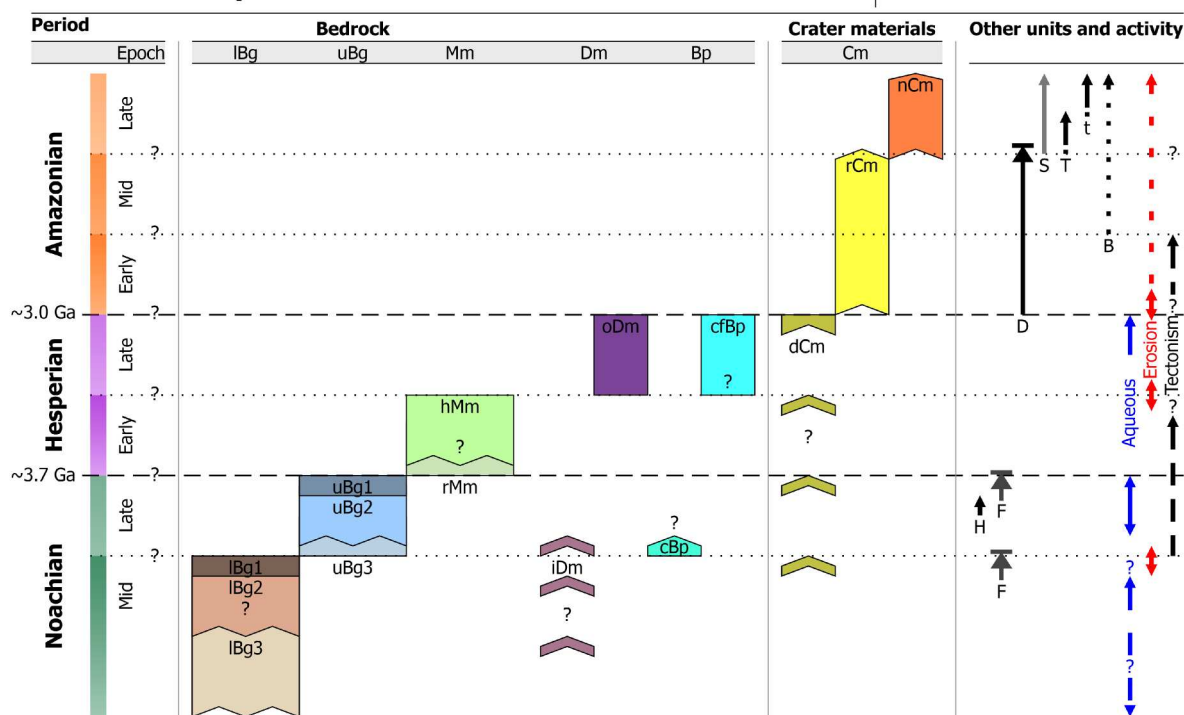 Period Bedrock Crater materials Other units and activity
Epoch lBg uBg Mm Dm Bp Cm
nCm
Late
t
? rCm S T ?
Amazonian
Mid
? B
Early
~3.0 Ga ? ?
oDm cfBp D
Late dCm
?
? hMm ?
Hesperian
Early ? ?
Aqueous Erosion Tectonism
~3.7 Ga ?
uBg1 rMm
uBg2 F
Late H
?
? cBp
lBg1 uBg3 iDm ?
lBg2 F
? ?
Noachian
Mid
lBg3
?